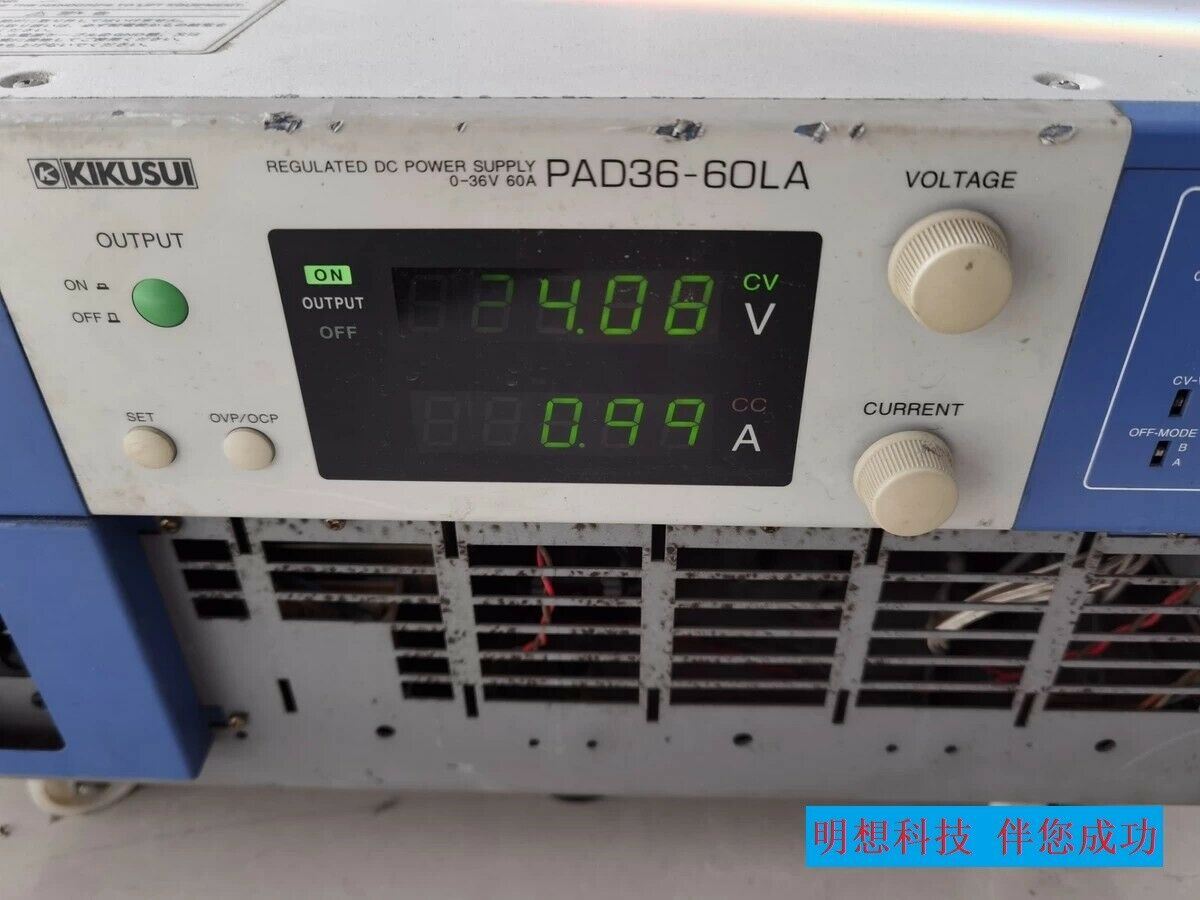 KIKUSUI
REGULATED DC POWER SUPPLY
0-36V 60A
PAD36-60LA
VOLTAGE
OUTPUT
ON
OFF
ON
OUTPUT
OFF
24.08
CV
V
SET
OVP/OCP
0.99
CC
A
CURRENT
OFF-MODE
B
A
明想科技 伴您成功